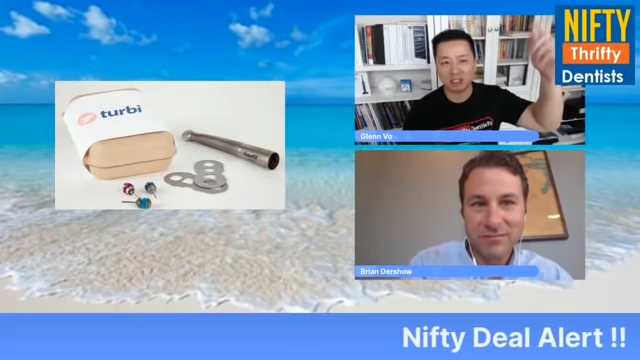 NIFTY
Thrifty
Dentists
turbi
Glenn Vo
Brian Dershow
Nifty Deal Alert !!